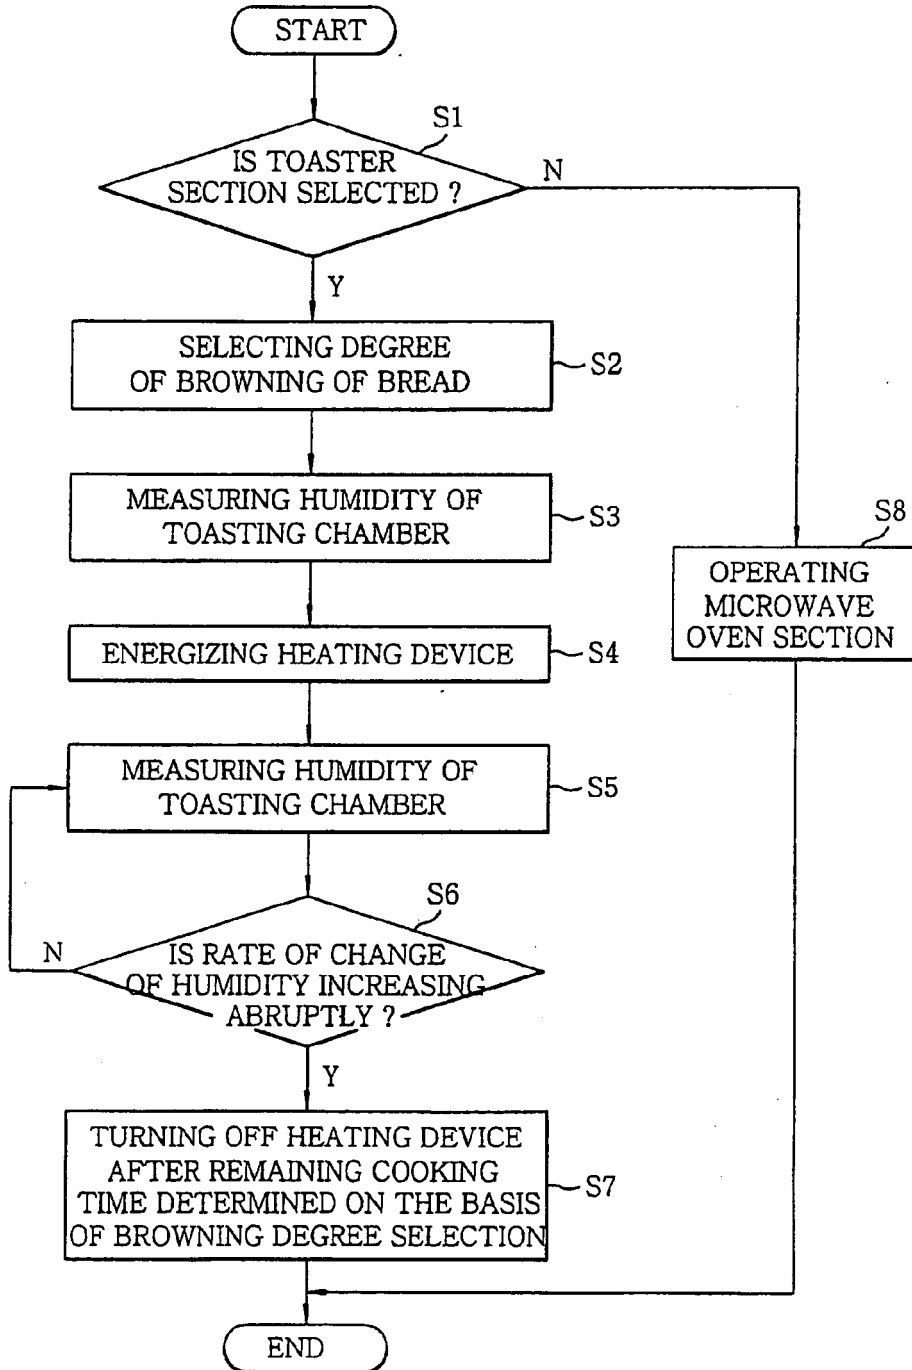 START
S1
IS TOASTER
SECTION SELECTED ?
N
Y
SELECTING DEGREE
OF BROWNING OF BREAD
S2
MEASURING HUMIDITY OF
TOASTING CHAMBER
S3
S8
OPERATING
MICROWAVE
OVEN SECTION
ENERGIZING HEATING DEVICE
S4
MEASURING HUMIDITY OF
TOASTING CHAMBER
S5
S6
N
IS RATE OF CHANGE
OF HUMIDITY INCREASING
ABRUPTLY ?
Y
TURNING OFF HEATING DEVICE
AFTER REMAINING COOKING
TIME DETERMINED ON THE BASIS
OF BROWNING DEGREE SELECTION
S7
END